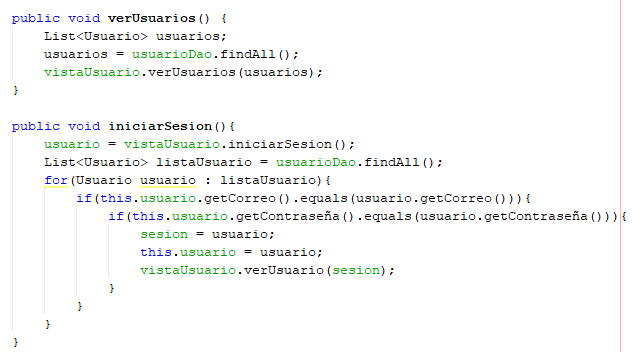 public void verUsuarios() {
    List<Usuario> usuarios;
    usuarios = usuarioDao.findAll();
    vistaUsuario.verUsuarios(usuarios);
}

public void iniciarSesion(){
    usuario = vistaUsuario.iniciarSesion();
    List<Usuario> listaUsuario = usuarioDao.findAll();
    for(Usuario usuario : listaUsuario){
        if(this.usuario.getCorreo().equals(usuario.getCorreo())){
            if(this.usuario.getContraseña().equals(usuario.getContraseña())){
                sesion = usuario;
                this.usuario = usuario;
                vistaUsuario.verUsuario(sesion);
            }
        }
    }
}